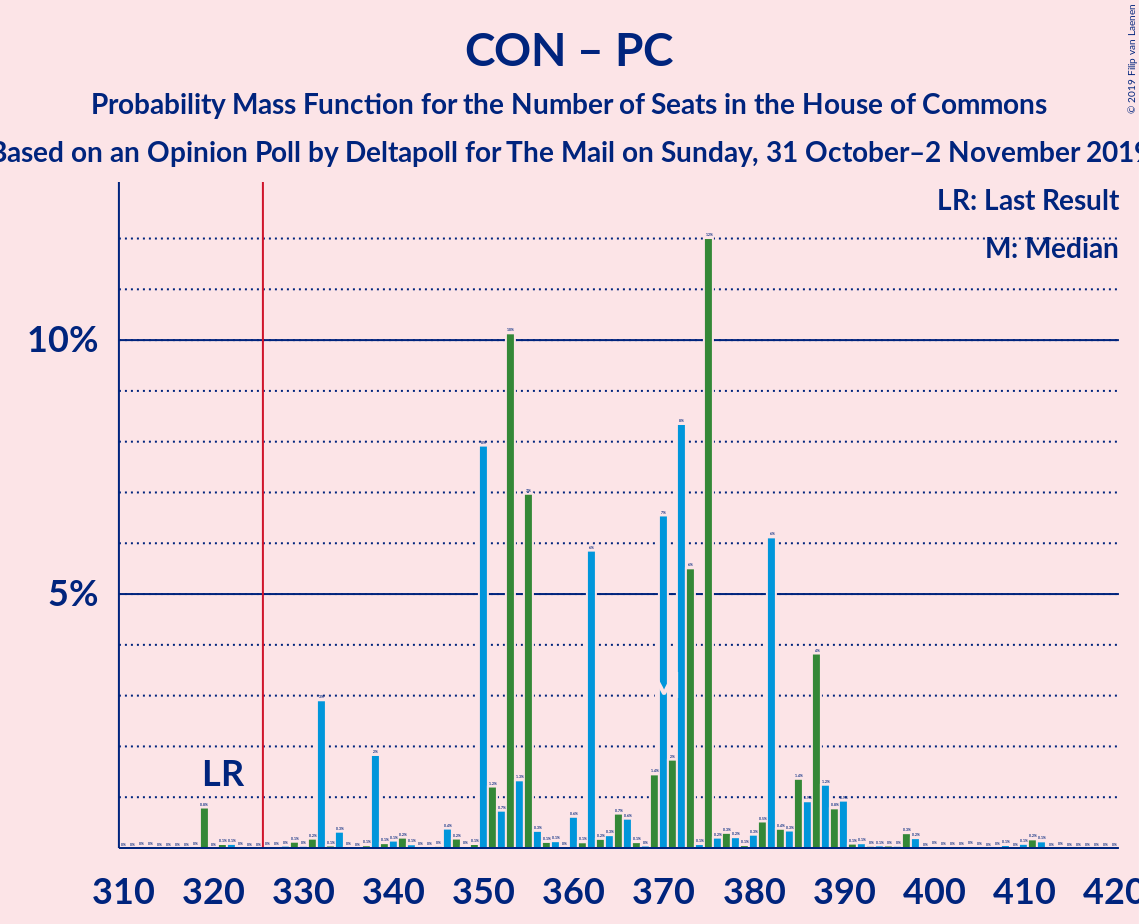 CON – PC
Probability Mass Function for the Number of Seats in the House of Commons
Based on an Opinion Poll by Deltapoll for The Mail on Sunday, 31 October–2 November 2019
© 2019 Filip van Laenen
LR: Last Result
M: Median
10%
5%
LR
310 320 330 340 350 360 370 380 390 400 410 420